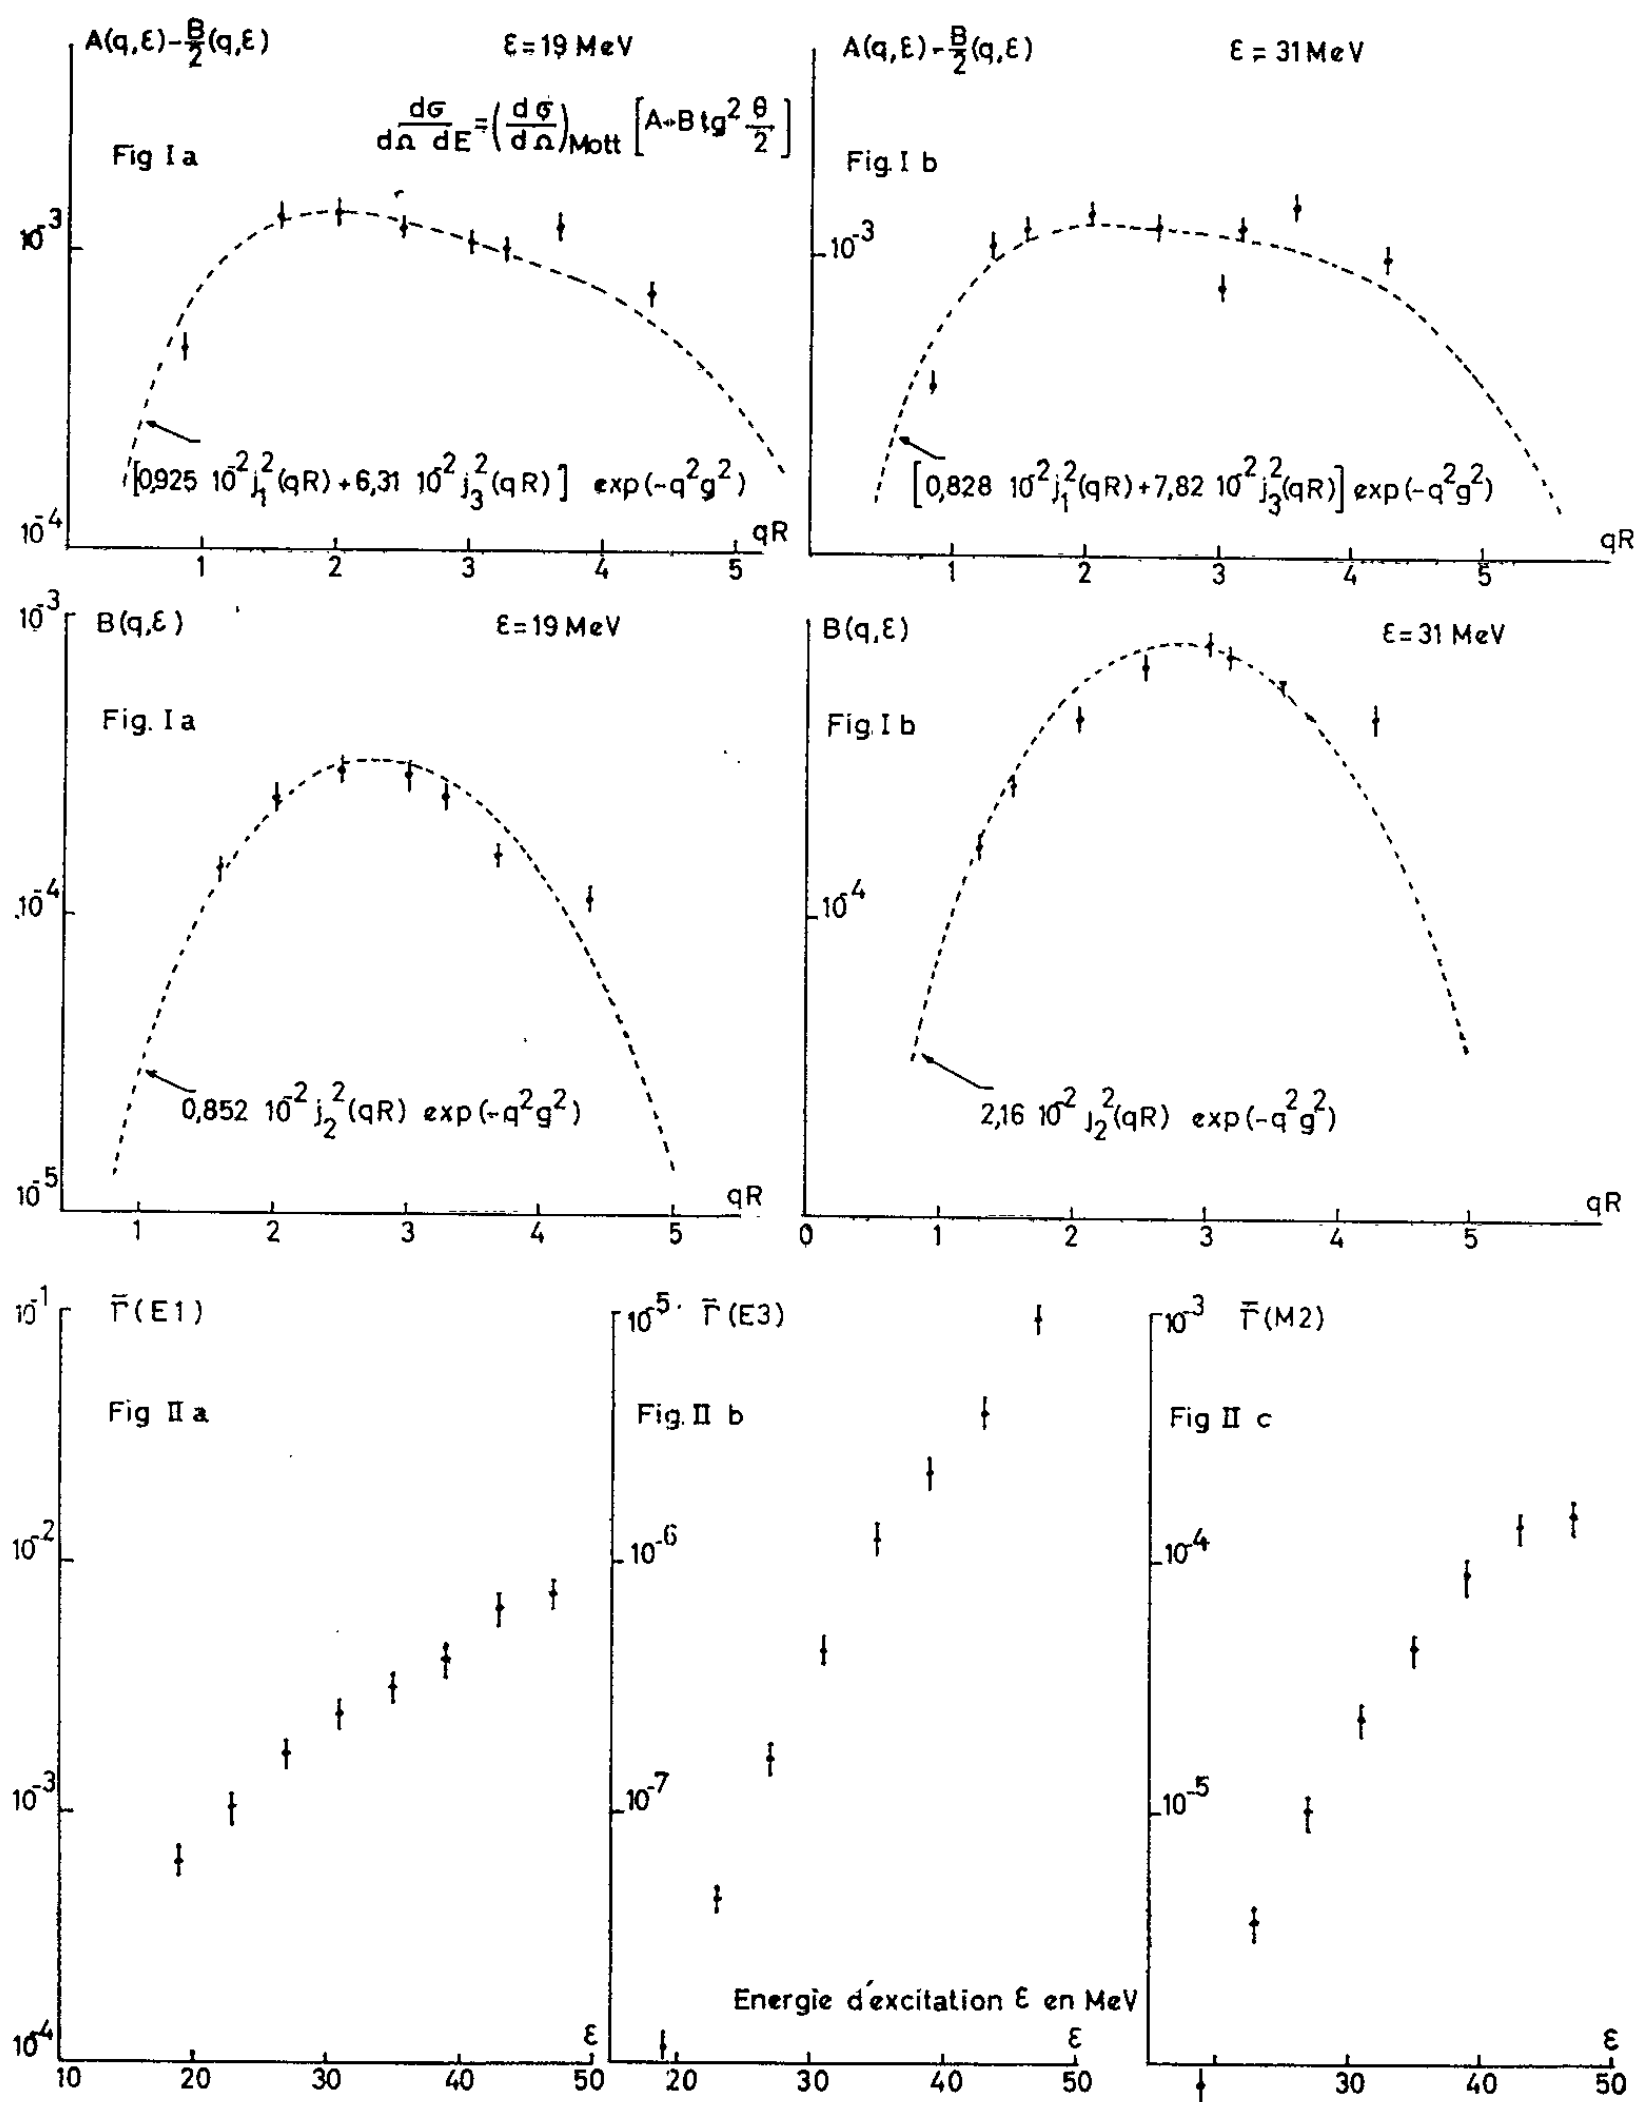 A(q,ε)-B/2(q,ε)
ε=19 MeV
dσ/dΩ dE=(dσ/dΩ)Mott [A+B tg² θ/2]
Fig I a
10⁻³
[0,925 10⁻² j₁²(qR)+6,31 10⁻² j₃²(qR)] exp(-q²g²)
10⁻⁴
qR
1 2 3 4 5
A(q,ε)-B/2(q,ε)
ε=31 MeV
Fig. I b
10⁻³
[0,828 10⁻² j₁²(qR)+7,82 10⁻² j₃²(qR)] exp(-q²g²)
qR
1 2 3 4 5
10⁻³
B(q,ε)
ε=19 MeV
Fig. I a
10⁻⁴
0,852 10⁻² j₂²(qR) exp(-q²g²)
10⁻⁵
qR
1 2 3 4 5
B(q,ε)
ε=31 MeV
Fig. I b
10⁻⁴
2,16 10⁻² j₂²(qR) exp(-q²g²)
qR
0 1 2 3 4 5
10⁻¹
Γ̄(E1)
Fig II a
10⁻²
10⁻³
10⁻⁴
ε
10 20 30 40 50
10⁻⁵
Γ̄(E3)
Fig. II b
10⁻⁶
10⁻⁷
Energie d'excitation ε en MeV
ε
20 30 40 50
10⁻³
Γ̄(M2)
Fig II c
10⁻⁴
10⁻⁵
ε
30 40 50